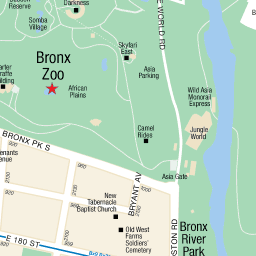 Somba
Village
Darkness
Skyfari
East
WORLD RD
Bronx
Zoo
Asia
Parking
African
Plains
Wild Asia
Monorail
Express
Jungle
World
Camel
Rides
BRONX PK S
Asia Gate
BRYANT AV
New
Tabernacle
Baptist Church
Old West
Farms
Soldiers'
Cemetery
Bronx
River
Park
E 180 ST